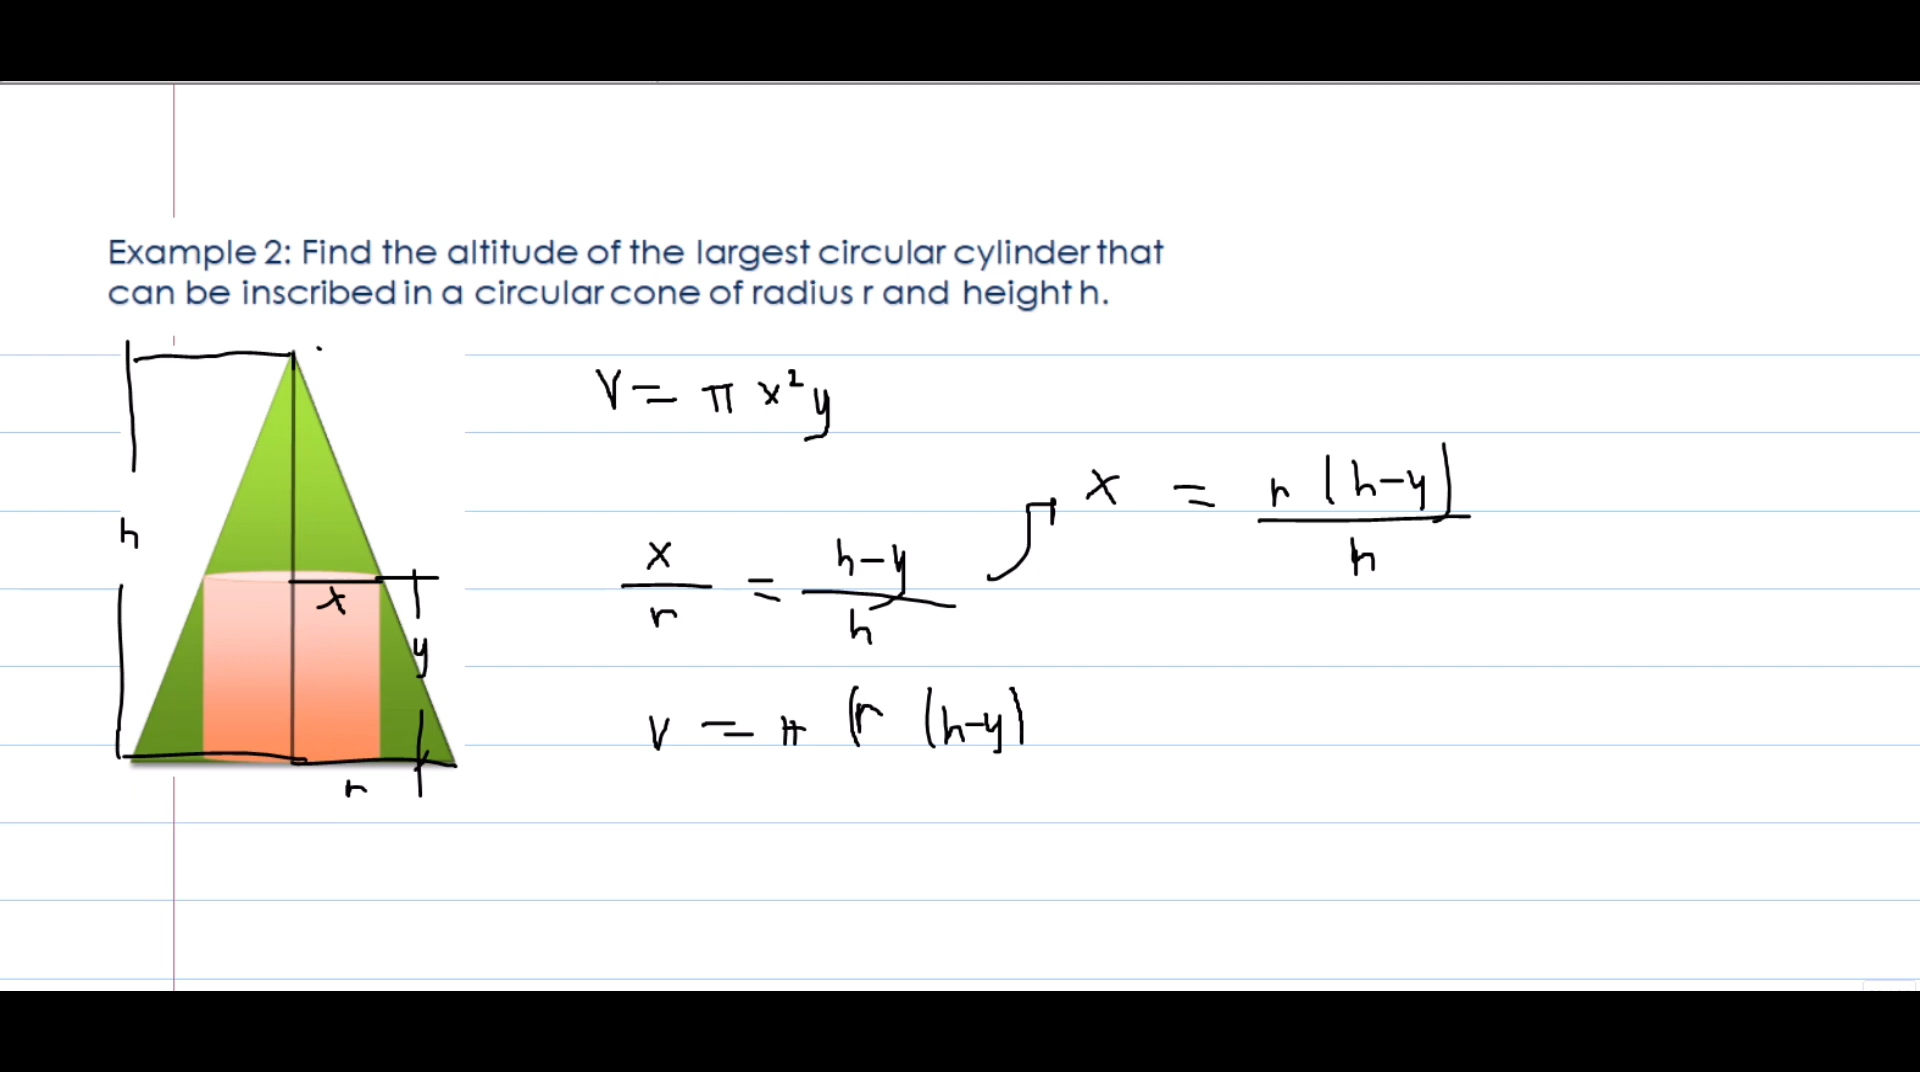 Example 2: Find the altitude of the largest circular cylinder that
can be inscribed in a circular cone of radius r and height h.
V = π x² y
x = r(h-y)/h
x/r = h-y/h
h
x
y
V = π (r (h-y)
r